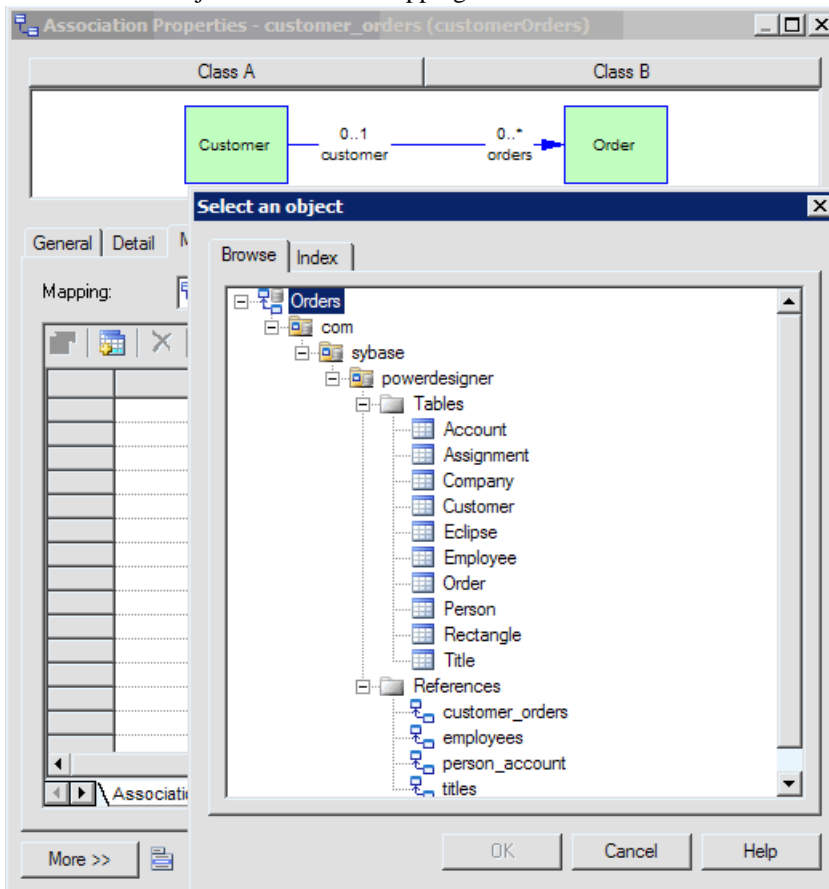 Association Properties - customer_orders (customerOrders)
Class A
Class B
Customer
0..1
customer
0..*
orders
Order
Select an object
General
Detail
Browse
Index
Mapping:
Orders
com
sybase
powerdesigner
Tables
Account
Assignment
Company
Customer
Eclipse
Employee
Order
Person
Rectangle
Title
References
customer_orders
employees
person_account
titles
Associati
More >>
OK
Cancel
Help